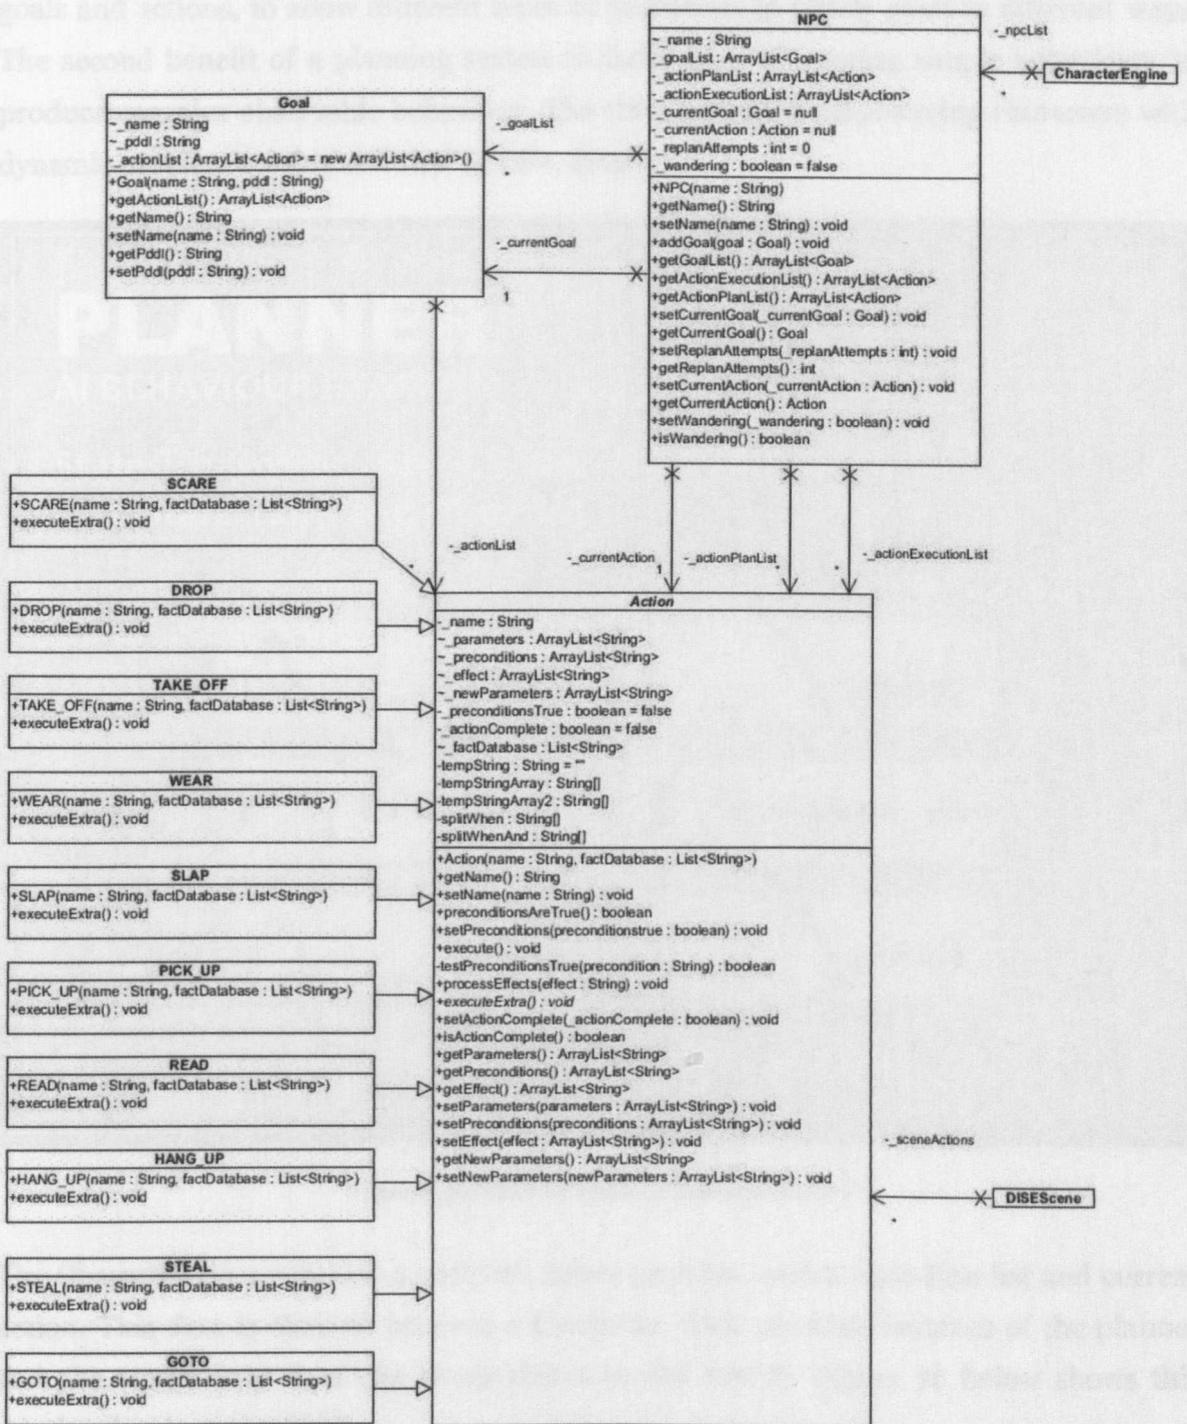 NPC
~_name : String
-_goalList : ArrayList<Goal>
-_actionPlanList : ArrayList<Action>
-_actionExecutionList : ArrayList<Action>
-_currentGoal : Goal = null
-_currentAction : Action = null
-_replanAttempts : int = 0
-_wandering : boolean = false
+NPC(name : String)
+getName() : String
+setName(name : String) : void
+addGoal(goal : Goal) : void
+getGoalList() : ArrayList<Goal>
+getActionExecutionList() : ArrayList<Action>
+getActionPlanList() : ArrayList<Action>
+setCurrentGoal(_currentGoal : Goal) : void
+getCurrentGoal() : Goal
+setReplanAttempts(_replanAttempts : int) : void
+getReplanAttempts() : int
+setCurrentAction(_currentAction : Action) : void
+getCurrentAction() : Action
+setWandering(_wandering : boolean) : void
+isWandering() : boolean
-_npcList
*
CharacterEngine
Goal
~_name : String
~_pddl : String
-_actionList : ArrayList<Action> = new ArrayList<Action>()
+Goal(name : String, pddl : String)
+getActionList() : ArrayList<Action>
+getName() : String
+setName(name : String) : void
+getPddl() : String
+setPddl(pddl : String) : void
-_goalList
*
-_currentGoal
1
-_actionList
*
-_currentAction
1
-_actionPlanList
*
-_actionExecutionList
*
SCARE
+SCARE(name : String, factDatabase : List<String>)
+executeExtra() : void
DROP
+DROP(name : String, factDatabase : List<String>)
+executeExtra() : void
TAKE_OFF
+TAKE_OFF(name : String, factDatabase : List<String>)
+executeExtra() : void
WEAR
+WEAR(name : String, factDatabase : List<String>)
+executeExtra() : void
SLAP
+SLAP(name : String, factDatabase : List<String>)
+executeExtra() : void
PICK_UP
+PICK_UP(name : String, factDatabase : List<String>)
+executeExtra() : void
READ
+READ(name : String, factDatabase : List<String>)
+executeExtra() : void
HANG_UP
+HANG_UP(name : String, factDatabase : List<String>)
+executeExtra() : void
STEAL
+STEAL(name : String, factDatabase : List<String>)
+executeExtra() : void
GOTO
+GOTO(name : String, factDatabase : List<String>)
+executeExtra() : void
Action
-_name : String
~_parameters : ArrayList<String>
~_preconditions : ArrayList<String>
~_effect : ArrayList<String>
~_newParameters : ArrayList<String>
-_preconditionsTrue : boolean = false
-_actionComplete : boolean = false
~_factDatabase : List<String>
-tempString : String = ""
-tempStringArray : String[]
-tempStringArray2 : String[]
-splitWhen : String[]
-splitWhenAnd : String[]
+Action(name : String, factDatabase : List<String>)
+getName() : String
+setName(name : String) : void
+preconditionsAreTrue() : boolean
+setPreconditions(preconditionstrue : boolean) : void
+execute() : void
-testPreconditionsTrue(precondition : String) : boolean
+processEffects(effect : String) : void
+executeExtra() : void
+setActionComplete(_actionComplete : boolean) : void
+isActionComplete() : boolean
+getParameters() : ArrayList<String>
+getPreconditions() : ArrayList<String>
+getEffect() : ArrayList<String>
+setParameters(parameters : ArrayList<String>) : void
+setPreconditions(preconditions : ArrayList<String>) : void
+setEffect(effect : ArrayList<String>) : void
+getNewParameters() : ArrayList<String>
+setNewParameters(newParameters : ArrayList<String>) : void
-_sceneActions
*
DISEScene